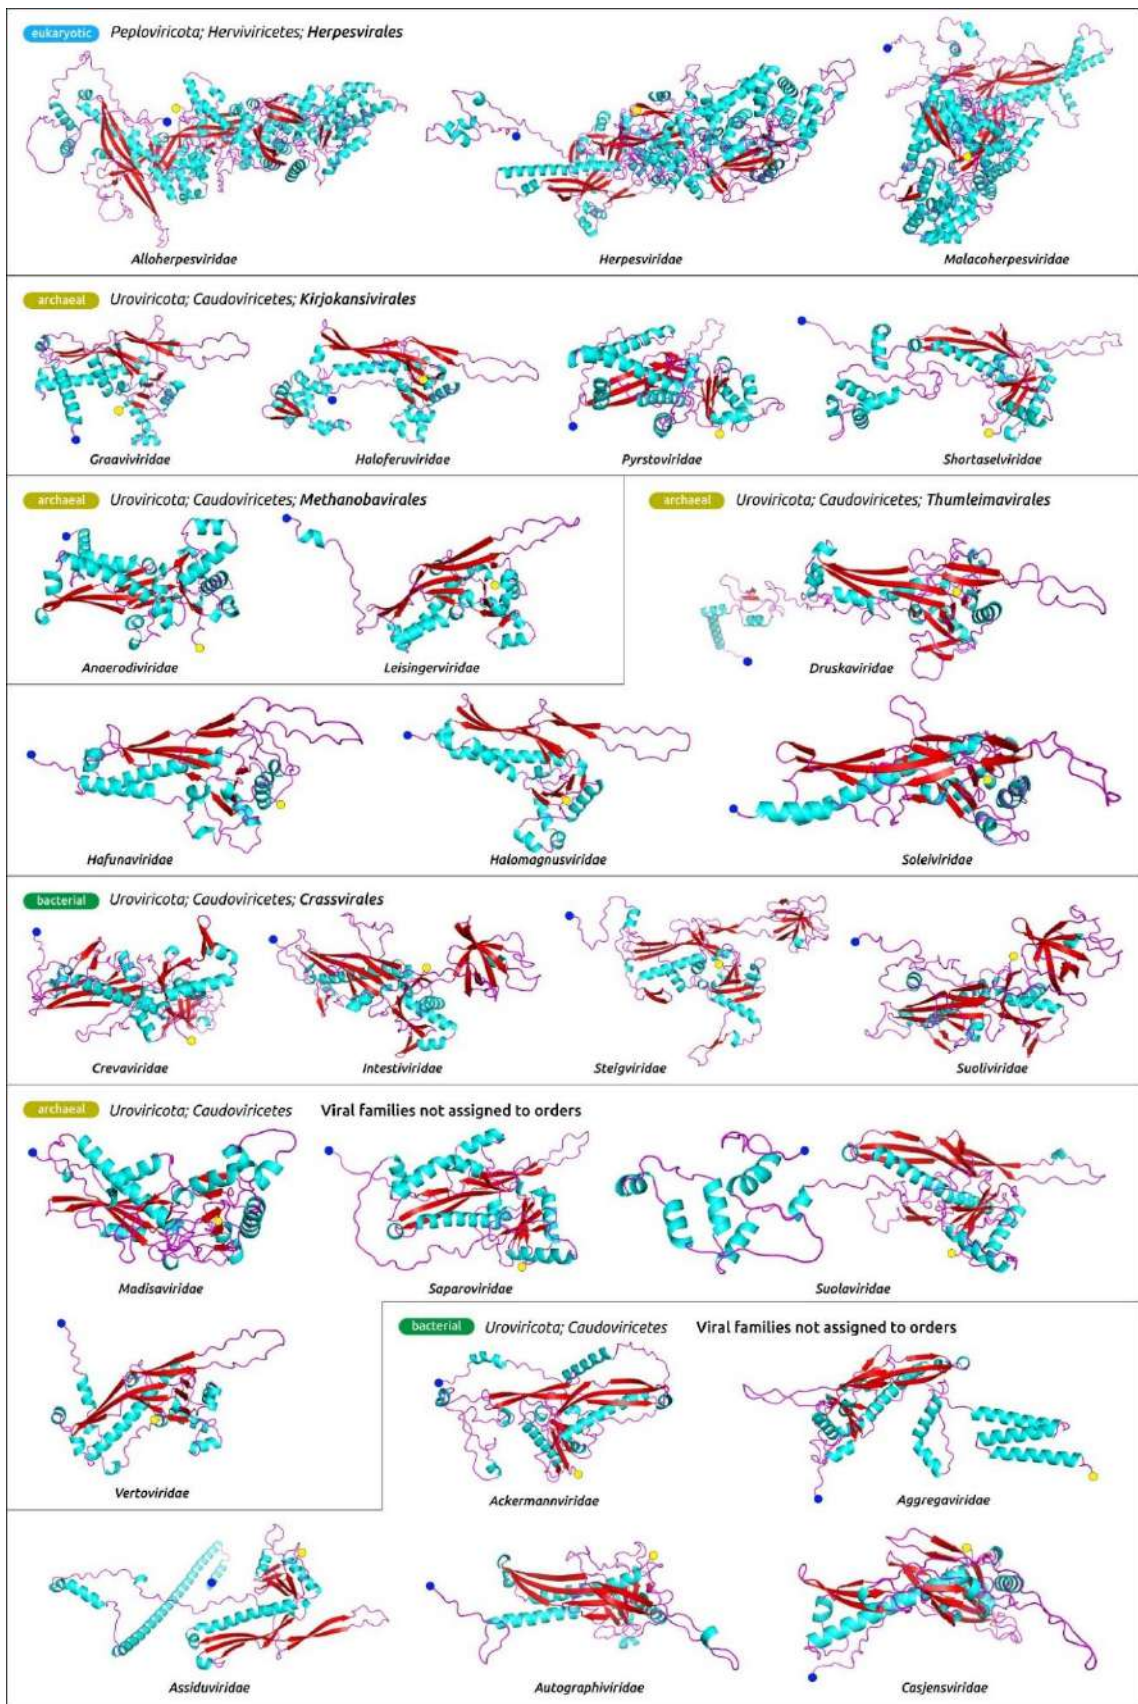 eukaryotic Peploviricota; Herviviricetes; Herpesvirales
Alloherpesviridae Herpesviridae Malacoherpesviridae
archaeal Uroviricota; Caudoviricetes; Kirjokansivirales
Graaviviridae Haloferuviridae Pyrstoviridae Shortaselviridae
archaeal Uroviricota; Caudoviricetes; Methanobavirales
archaeal Uroviricota; Caudoviricetes; Thumleimavirales
Anaerodiviridae Leisingerviridae Druskaviridae
Hafunaviridae Halomagnusviridae Soleiviridae
bacterial Uroviricota; Caudoviricetes; Crassvirales
Crevaviridae Intestiviridae Steigviridae Suoliviridae
archaeal Uroviricota; Caudoviricetes Viral families not assigned to orders
Madisaviridae Saparoviridae Suolaviridae
Vertoviridae
bacterial Uroviricota; Caudoviricetes Viral families not assigned to orders
Ackermannviridae Aggregaviridae
Assiduviridae Autographiviridae Casjensviridae